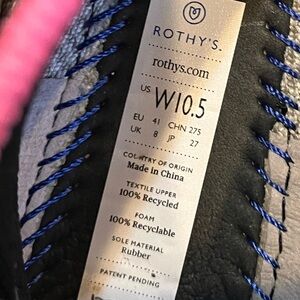 ROTHY'S.
rothys.com
US W10.5
EU 41 CHN 275
UK 8 JP 27
COUNTRY OF ORIGIN
Made in China
TEXTILE UPPER
100% Recycled
FOAM
100% Recyclable
SOLE MATERIAL
Rubber
PATENT PENDING